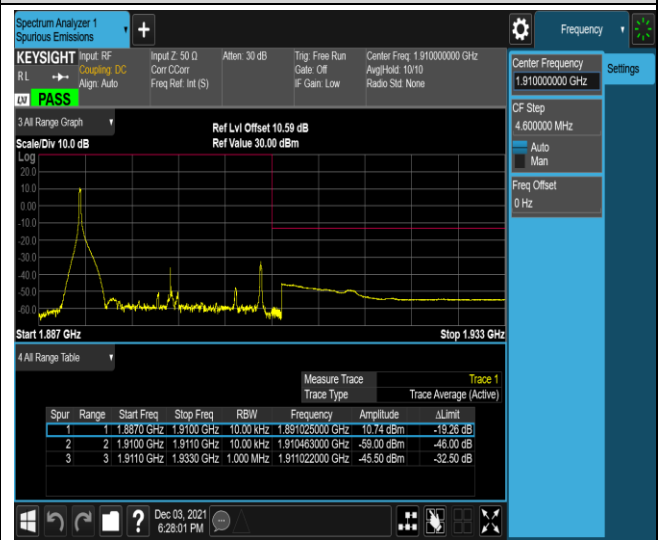 Spectrum Analyzer 1
Spurious Emissions
Frequency
KEYSIGHT
RL
Input: RF
Coupling: DC
Align: Auto
Input Z: 50 Ω
Corr CCorr
Freq Ref: Int (S)
Atten: 30 dB
Trig: Free Run
Gate: Off
IF Gain: Low
Center Freq: 1.910000000 GHz
Avg|Hold: 10/10
Radio Std: None
LXI PASS
Center Frequency
1.910000000 GHz
Settings
CF Step
4.600000 MHz
Auto
Man
Freq Offset
0 Hz
3 All Range Graph
Scale/Div 10.0 dB
Ref Lvl Offset 10.59 dB
Ref Value 30.00 dBm
Log
20.0
10.0
0.00
-10.0
-20.0
-30.0
-40.0
-50.0
-60.0
Start 1.887 GHz
Stop 1.933 GHz
4 All Range Table
Measure Trace Trace 1
Trace Type Trace Average (Active)
Spur Range Start Freq Stop Freq RBW Frequency Amplitude ΔLimit
1 1 1.8870 GHz 1.9100 GHz 10.00 kHz 1.891025000 GHz 10.74 dBm -19.26 dB
2 2 1.9100 GHz 1.9110 GHz 10.00 kHz 1.910463000 GHz -59.00 dBm -46.00 dB
3 3 1.9110 GHz 1.9330 GHz 1.000 MHz 1.911022000 GHz -45.50 dBm -32.50 dB
?
Dec 03, 2021
6:28:01 PM